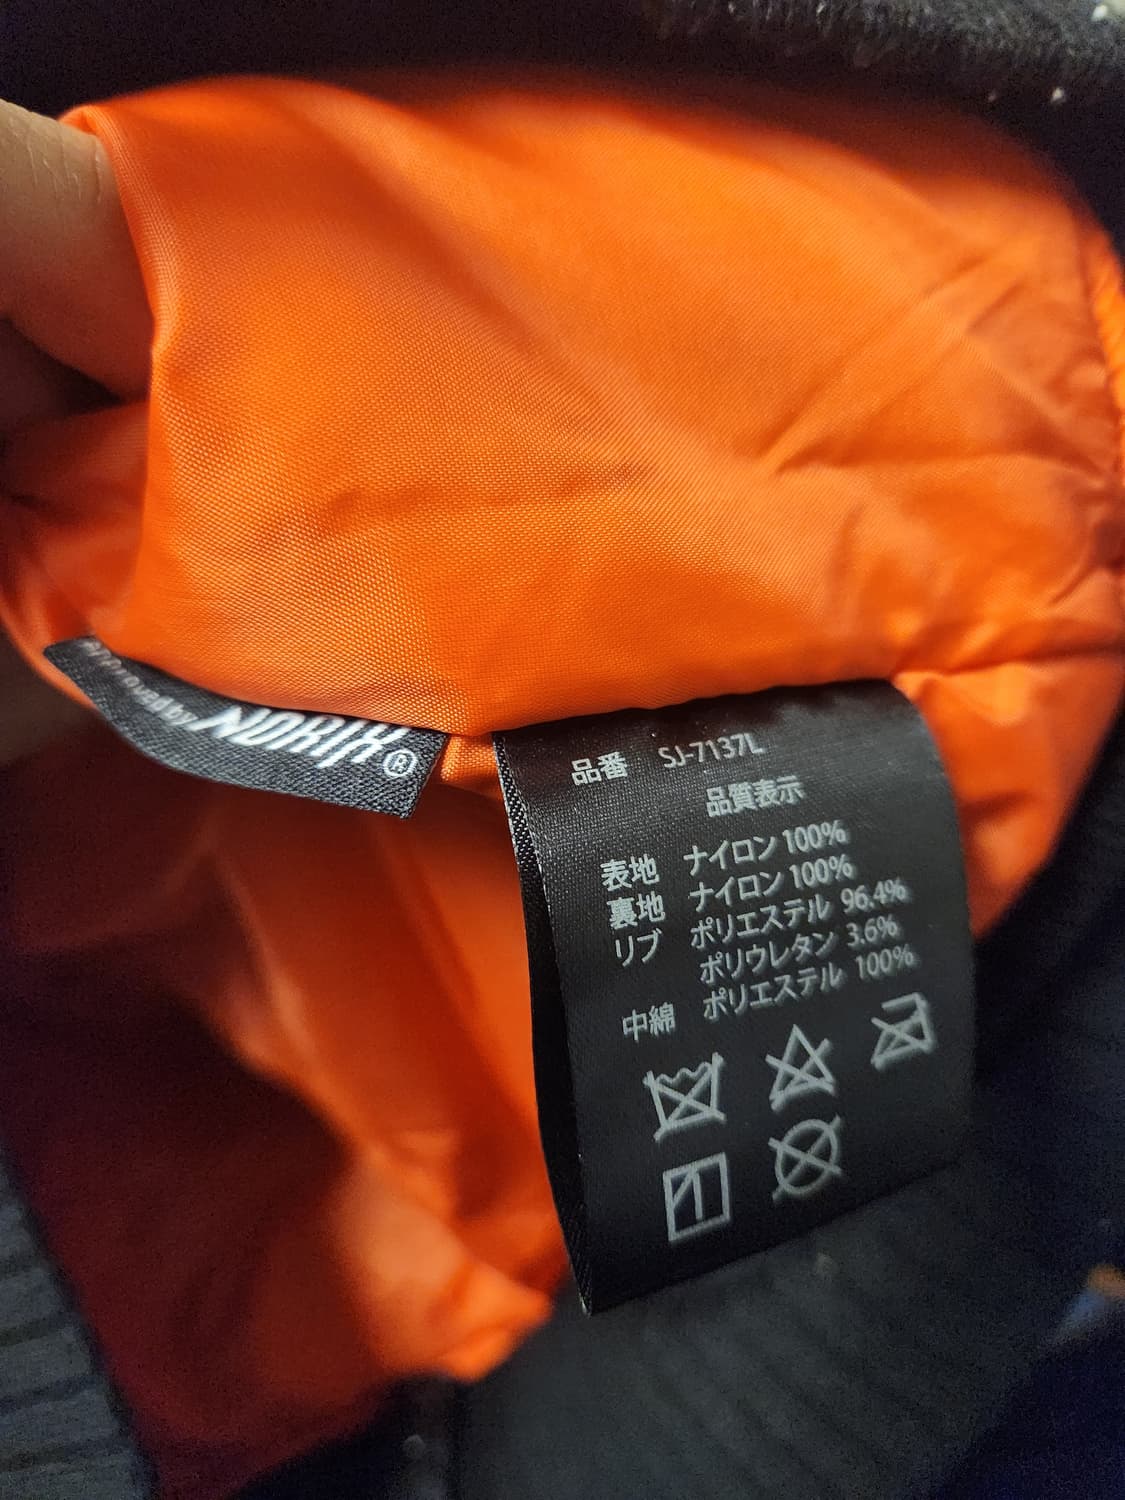 by NORIX®
品番 SJ-7137L
品質表示
表地 ナイロン 100%
裏地 ナイロン 100%
リブ ポリエステル 96.4%
ポリウレタン 3.6%
中綿 ポリエステル 100%